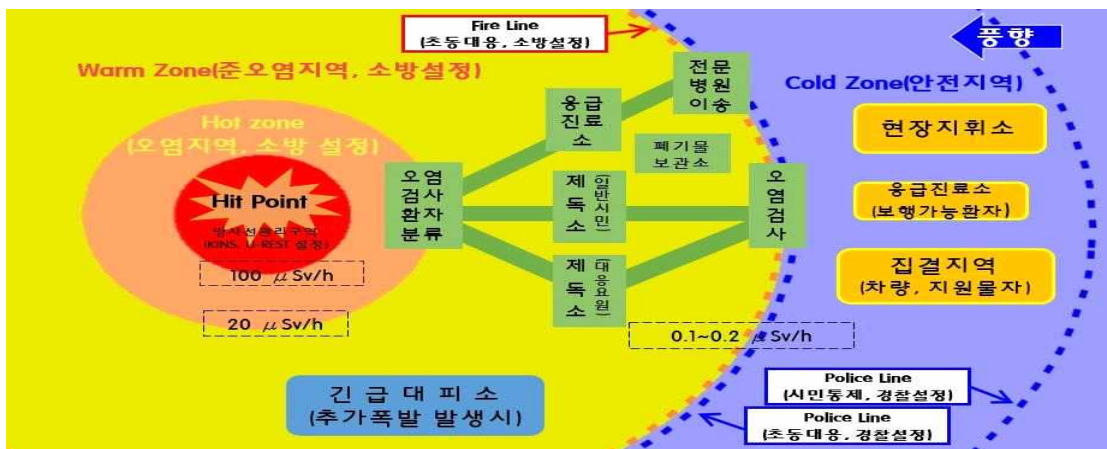 Fire Line
(초동대응, 소방설정)
풍향
Warm Zone(준오염지역, 소방설정)
Cold Zone(안전지역)
전문
병원
이송
응급
진료
소
현장지휘소
Hot zone
(오염지역, 소방 설정)
폐기물
보관소
오염
검사
환자
분류
제독소
(일반시민)
오염검사
응급진료소
(보행가능환자)
Hit Point
방사선관리구역
(KINS, U-REST 설정)
제독소
(대응요원)
집결지역
(차량, 지원물자)
100 μSv/h
20 μSv/h
0.1~0.2 μSv/h
긴급대피소
(추가폭발 발생시)
Police Line
(시민통제, 경찰설정)
Police Line
(초동대응, 경찰설정)